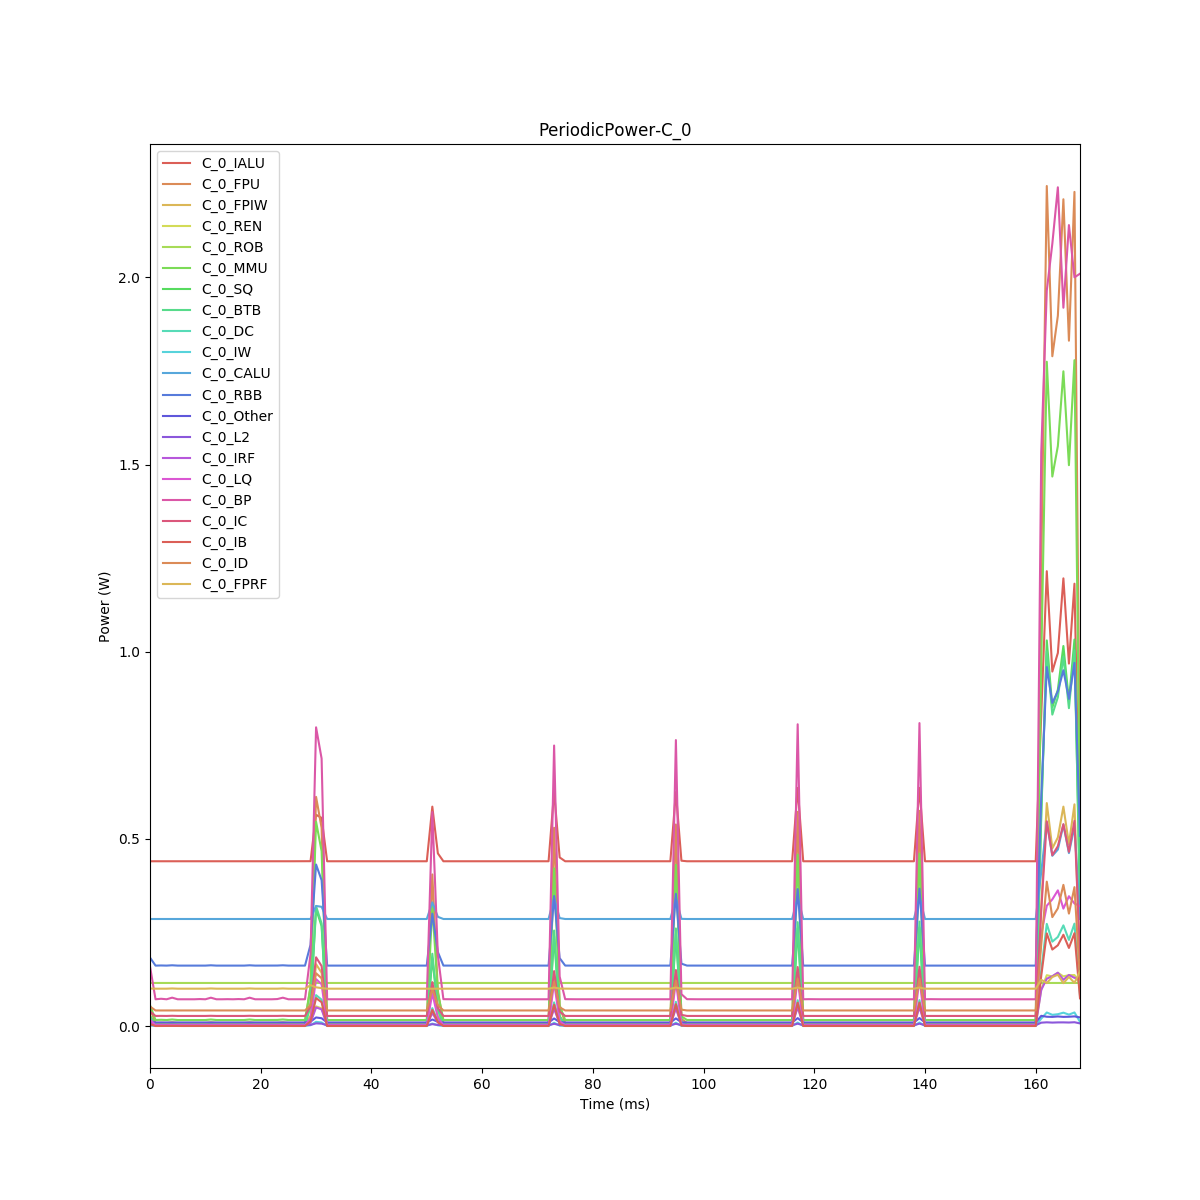 PeriodicPower-C_0
C_0_IALU
C_0_FPU
C_0_FPIW
C_0_REN
C_0_ROB
C_0_MMU
C_0_SQ
C_0_BTB
C_0_DC
C_0_IW
C_0_CALU
C_0_RBB
C_0_Other
C_0_L2
C_0_IRF
C_0_LQ
C_0_BP
C_0_IC
C_0_IB
C_0_ID
C_0_FPRF
2.0
1.5
1.0
0.5
0.0
Power (W)
0 20 40 60 80 100 120 140 160
Time (ms)